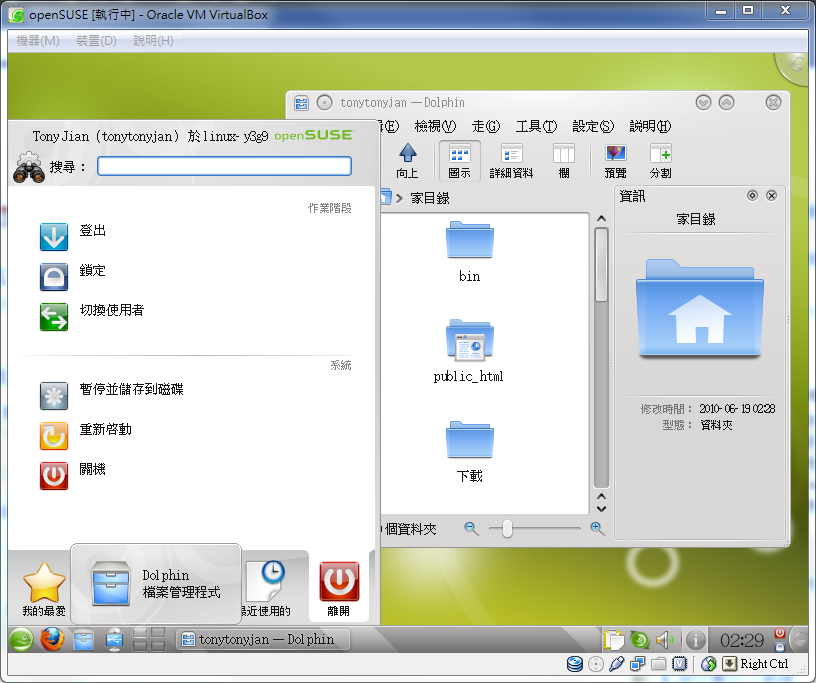 openSUSE [執行中] - Oracle VM VirtualBox
機器(M) 裝置(D) 說明(H)
tonytonyjan — Dolphin
(E) 檢視(V) 走(G) 工具(T) 設定(S) 說明(H)
TonyJian (tonytonyjan) 於 linux-y3g9 openSUSE
搜尋：
向上 圖示 詳細資料 欄 預覽 分割
家目錄
資訊
家目錄
作業階段
登出
鎖定
切換使用者
系統
暫停並儲存到磁碟
重新啓動
關機
bin
public_html
下載
修改時間： 2010-06-19 02:28
型態： 資料夾
個資料夾
我的最愛
Dolphin
檔案管理程式
最近使用的
離開
tonytonyjan — Dolphin
02:29
Right Ctrl